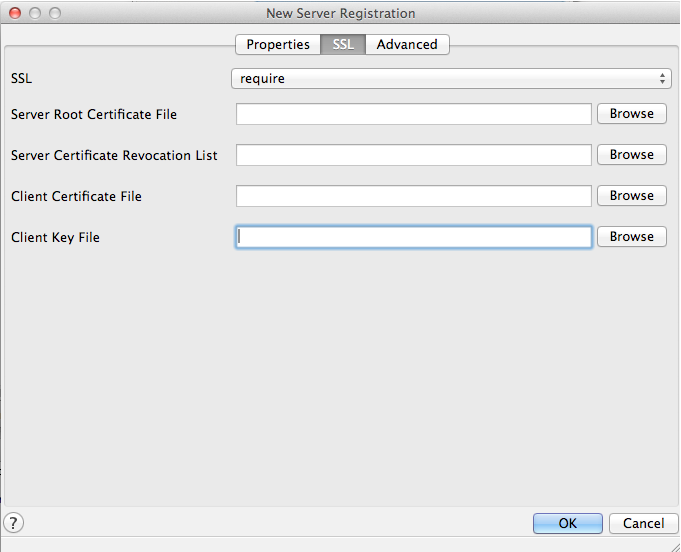 New Server Registration
Properties SSL Advanced
SSL require
Server Root Certificate File Browse
Server Certificate Revocation List Browse
Client Certificate File Browse
Client Key File Browse
? OK Cancel